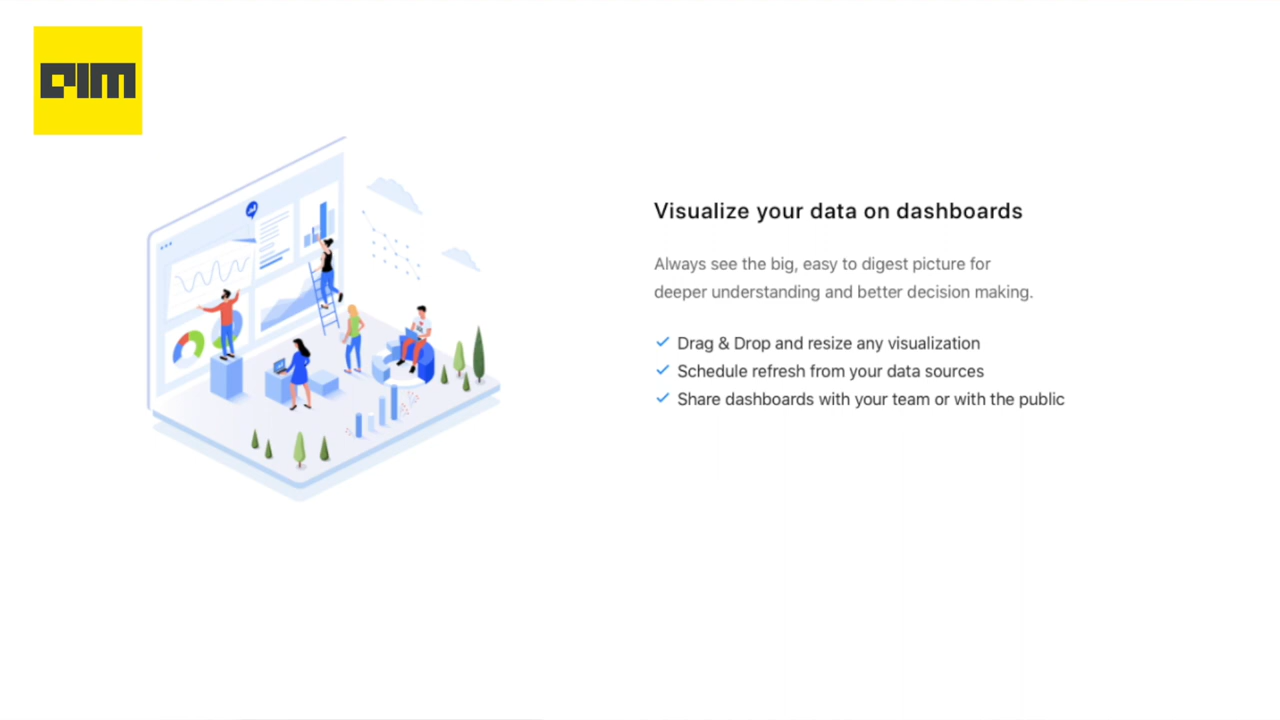 AIM
Visualize your data on dashboards
Always see the big, easy to digest picture for
deeper understanding and better decision making.
Drag & Drop and resize any visualization
Schedule refresh from your data sources
Share dashboards with your team or with the public